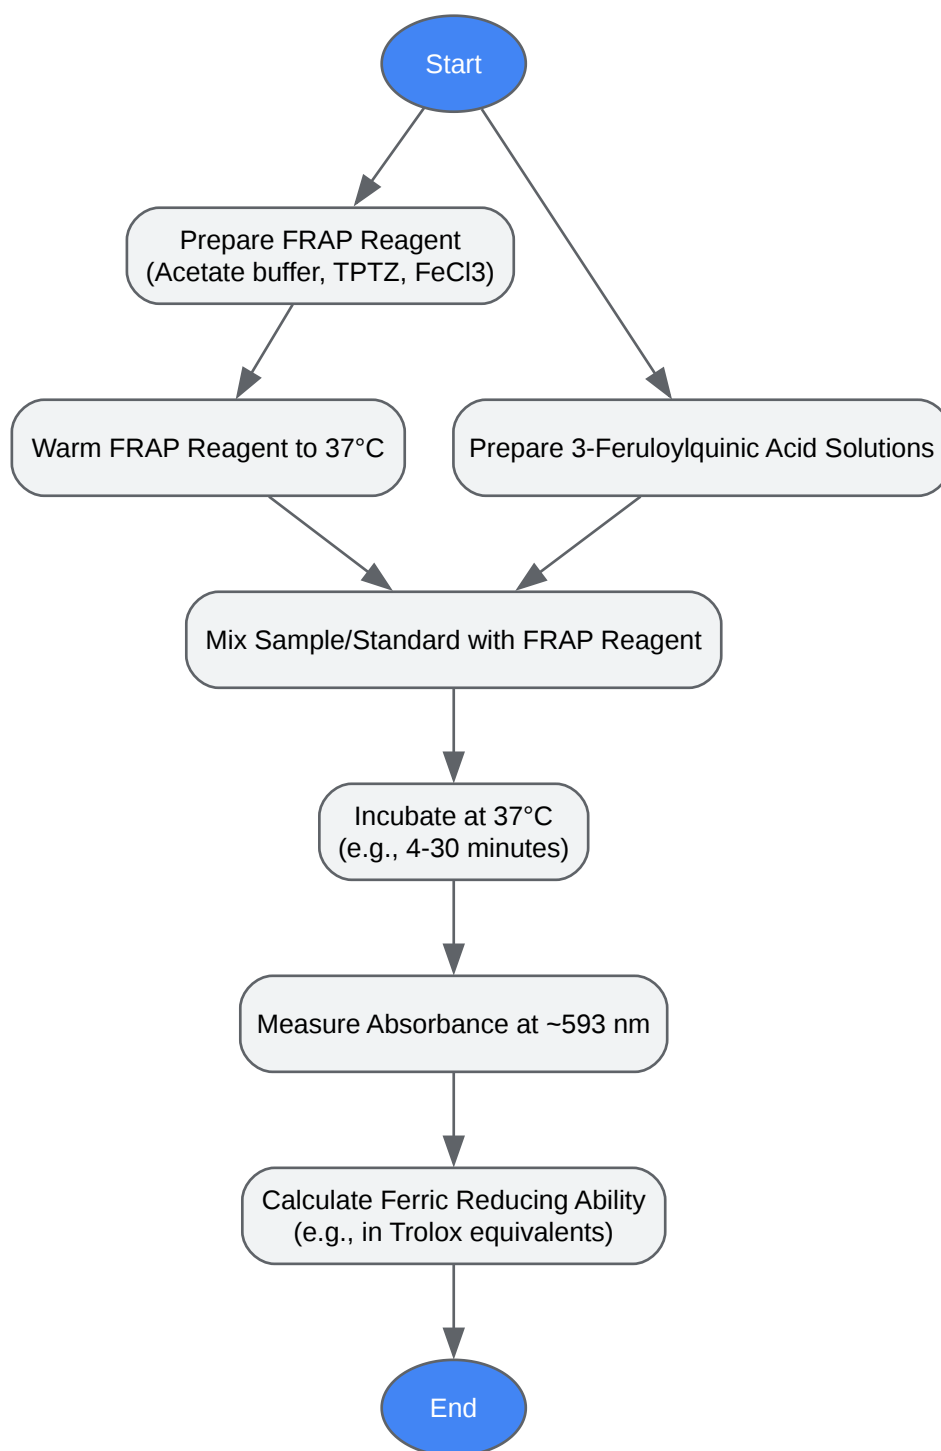 Start
Prepare FRAP Reagent
(Acetate buffer, TPTZ, FeCl3)
Warm FRAP Reagent to 37°C
Prepare 3-Feruloylquinic Acid Solutions
Mix Sample/Standard with FRAP Reagent
Incubate at 37°C
(e.g., 4-30 minutes)
Measure Absorbance at ~593 nm
Calculate Ferric Reducing Ability
(e.g., in Trolox equivalents)
End